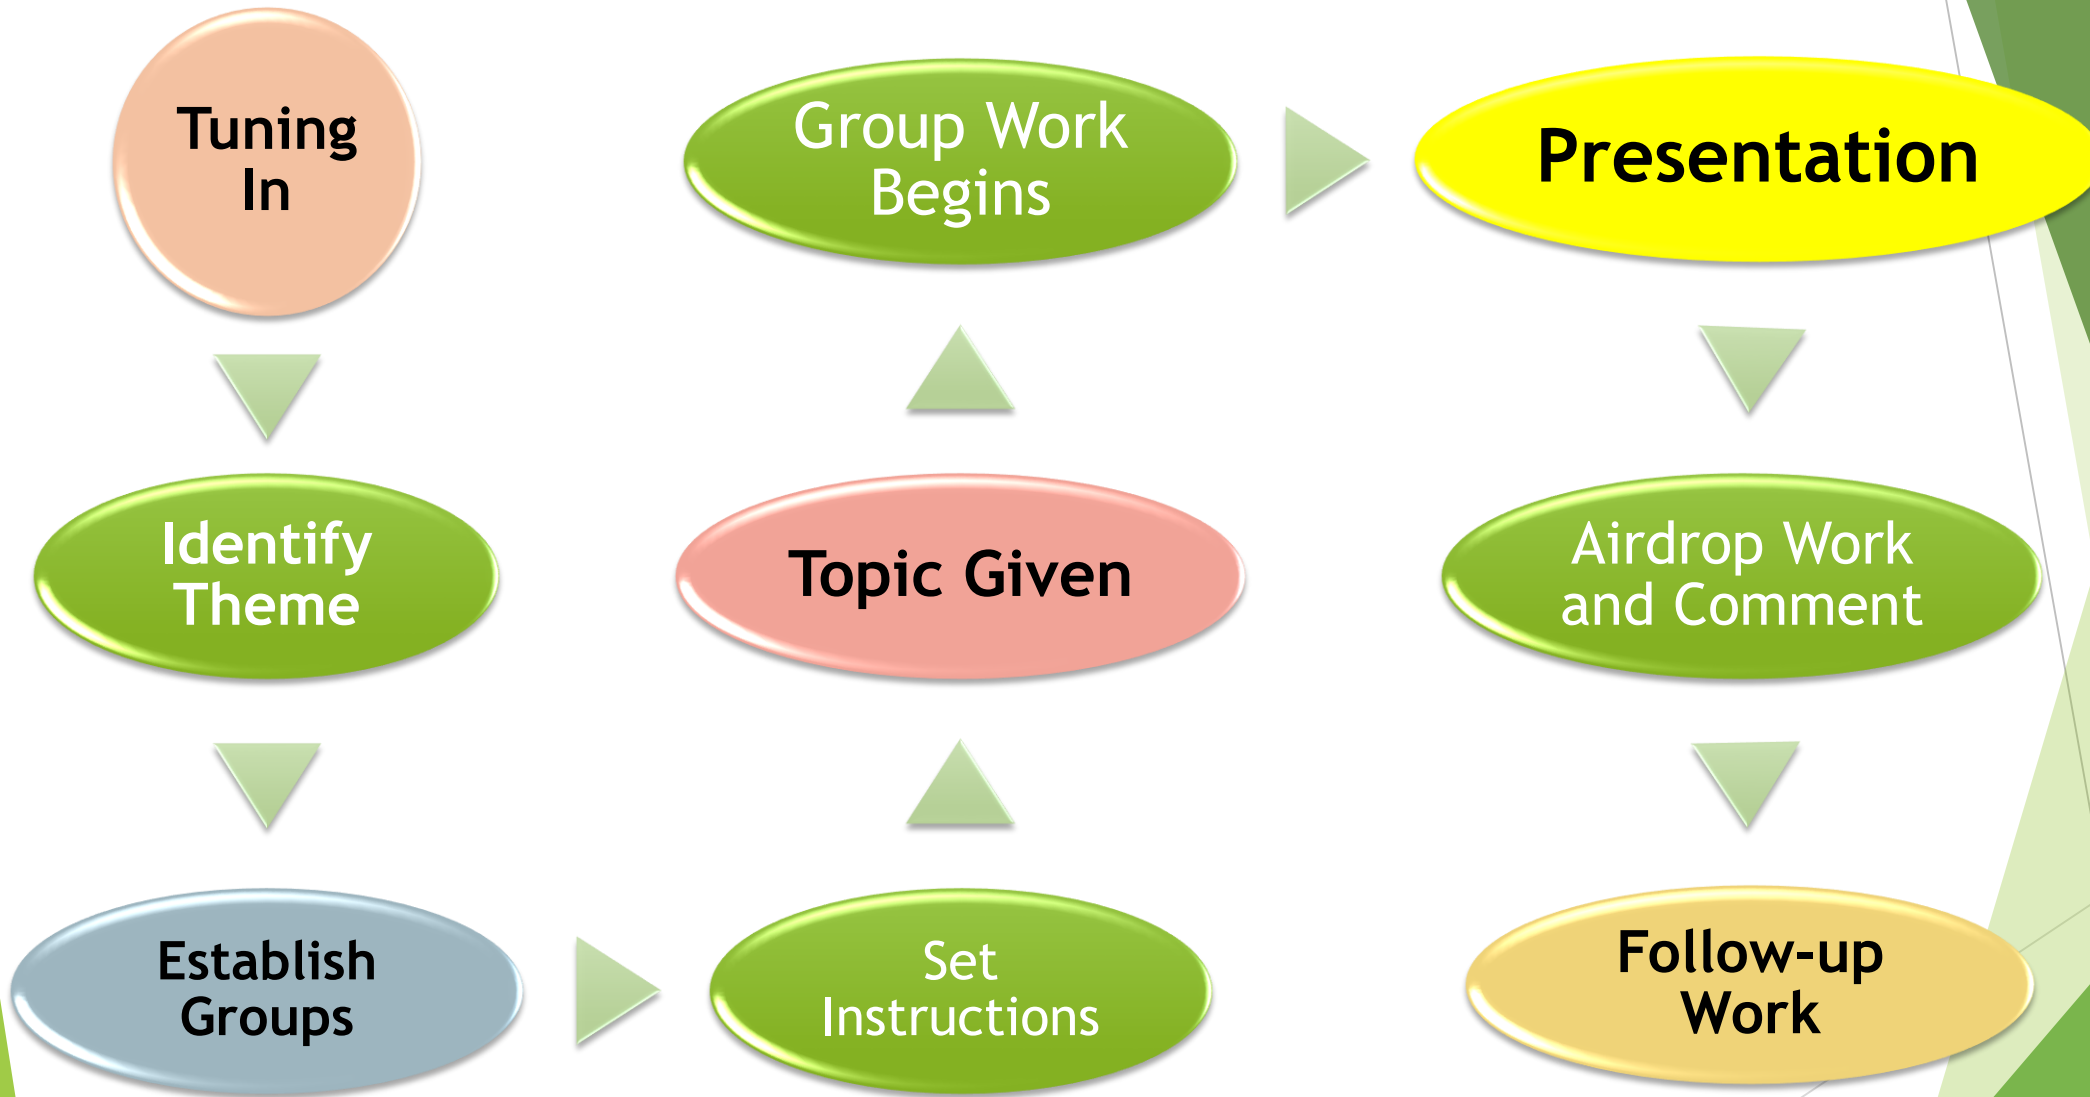 Tuning
In
Identify
Theme
Establish
Groups
Set
Instructions
Topic Given
Group Work
Begins
Presentation
Airdrop Work
and Comment
Follow-up
Work